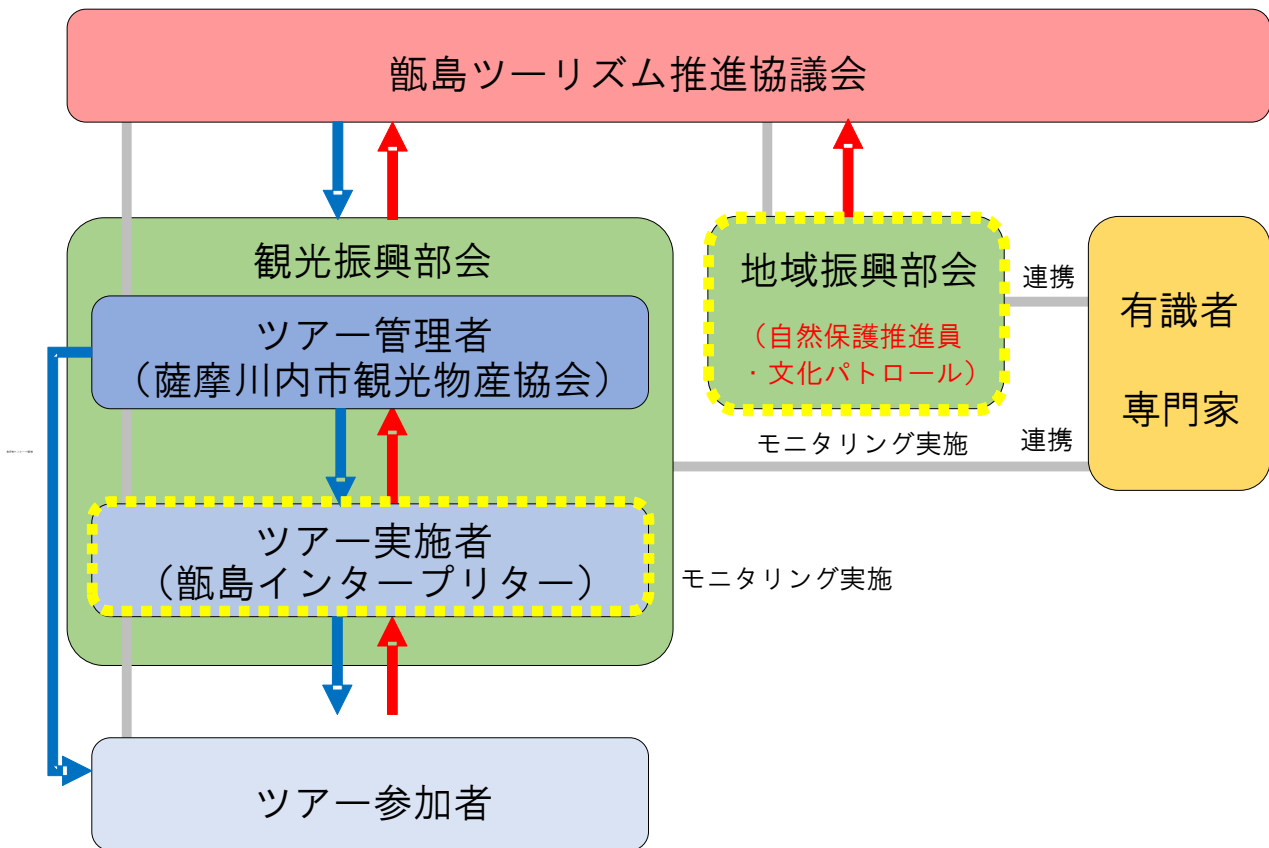 甑島ツーリズム推進協議会
観光振興部会
ツアー管理者
（薩摩川内市観光物産協会）
ツアー実施者
（甑島インタープリター）
モニタリング実施
ツアー参加者
地域振興部会
（自然保護推進員
・文化パトロール）
モニタリング実施
連携
連携
有識者
専門家